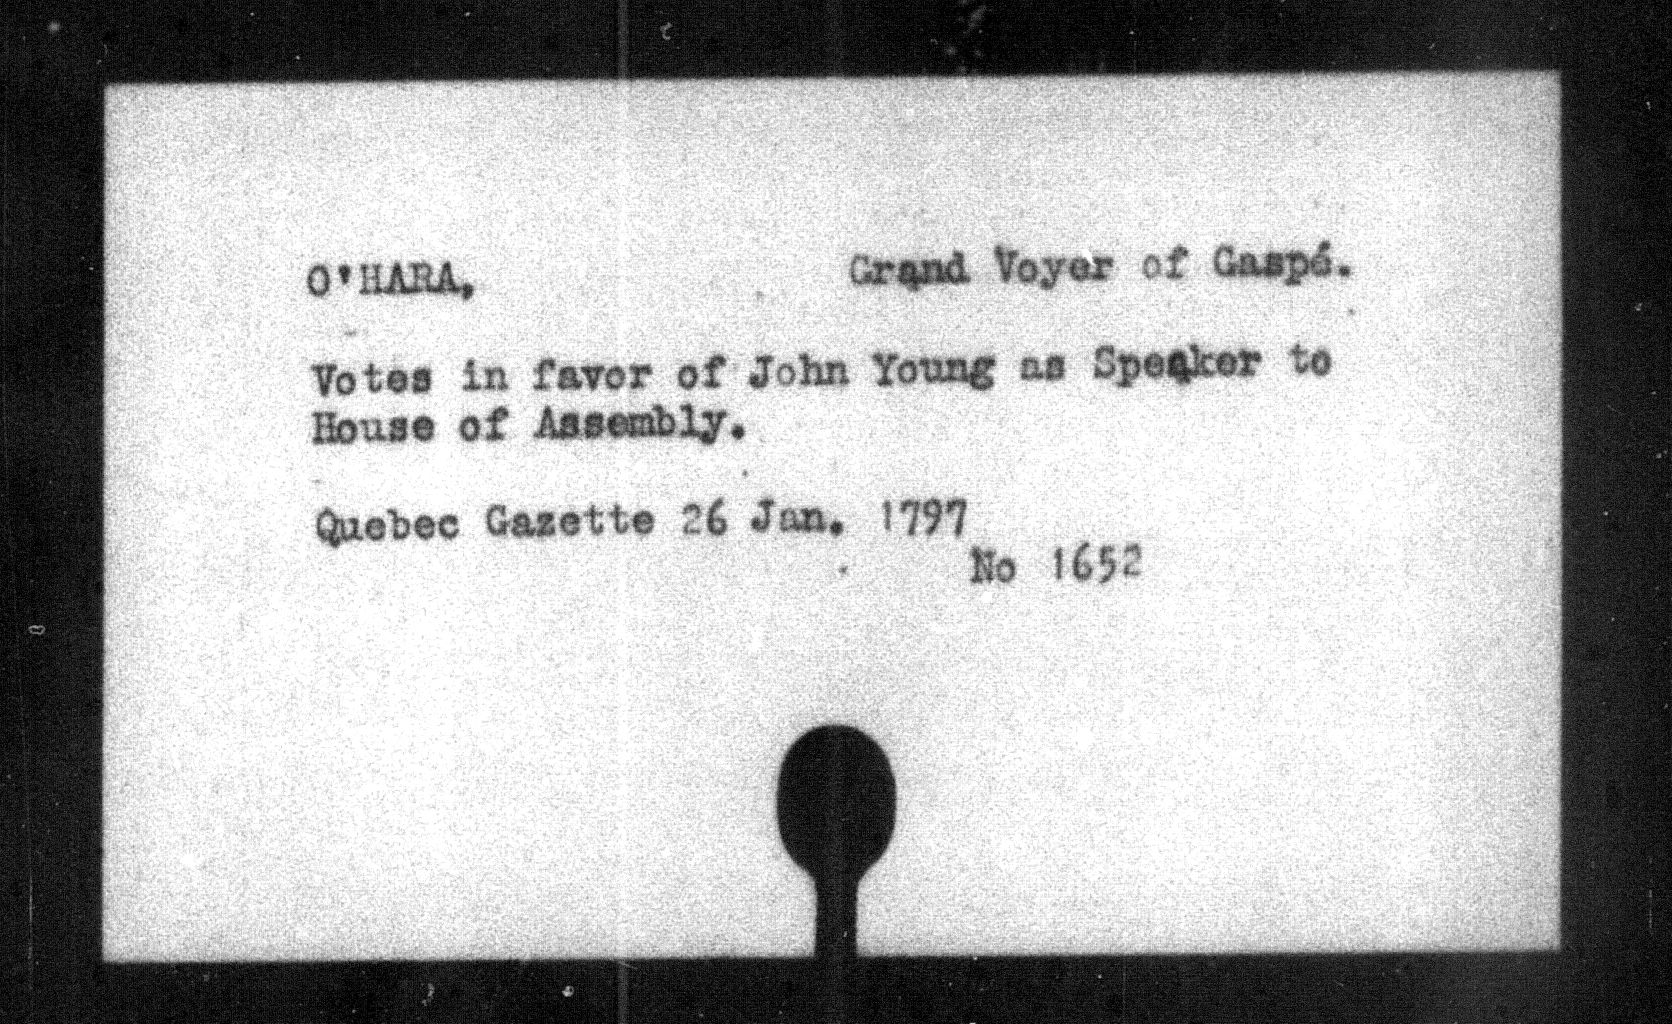 O'HARA, Grand Voyer of Gaspé.
Votes in favor of John Young as Speaker to
House of Assembly.
Quebec Gazette 26 Jan. 1797
No 1652